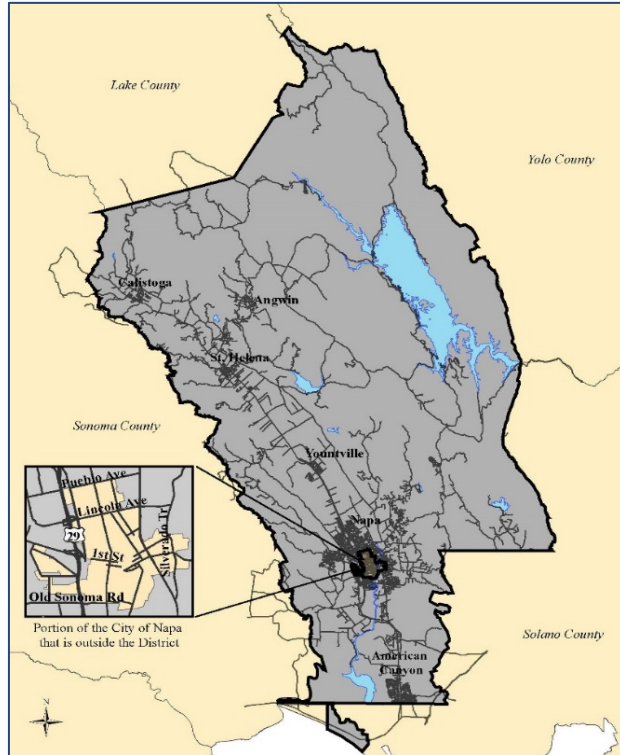 Lake County
Yolo County
Calistoga
Angwin
St. Helena
Sonoma County
Yountville
Napa
Pueblo Ave
Lincoln Ave
29
1st St
Silverado Tr
Old Sonoma Rd
Portion of the City of Napa
that is outside the District
Solano County
American
Canyon
N